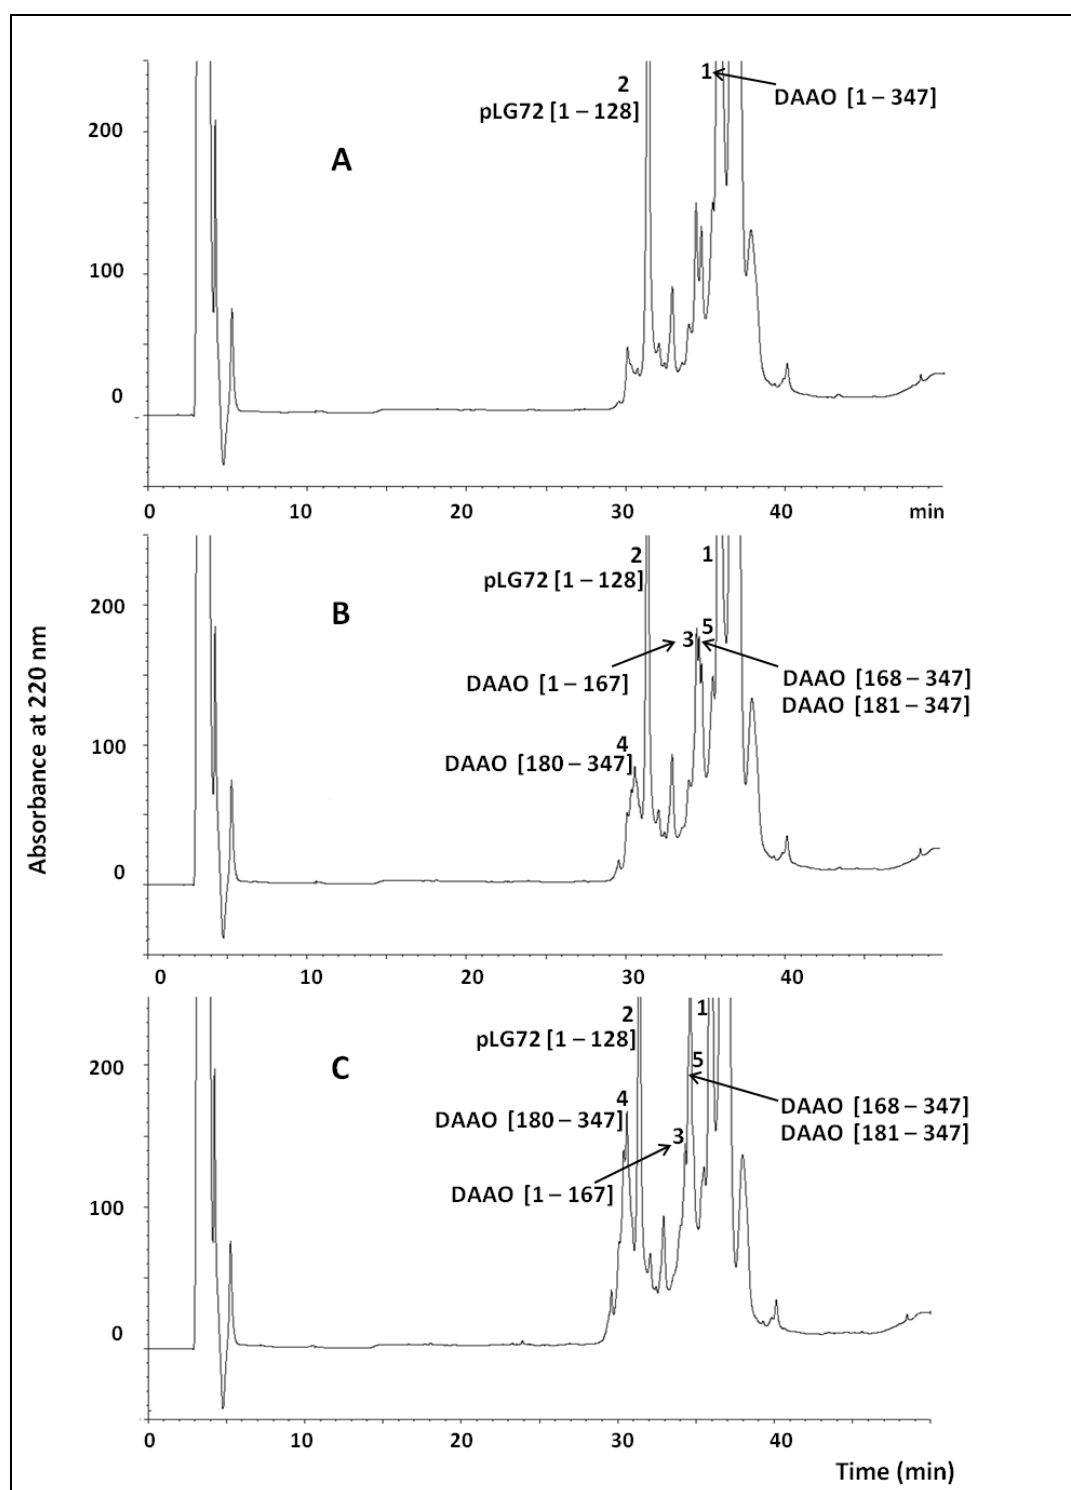 2
pLG72 [1 – 128]
1
DAAO [1 – 347]
A
200
100
0
0 10 20 30 40 min
2
pLG72 [1 – 128]
1
B
200
3 5
DAAO [1 – 167]
DAAO [168 – 347]
DAAO [181 – 347]
4
DAAO [180 – 347]
100
0
0 10 20 30 40
Absorbance at 220 nm
2
pLG72 [1 – 128]
1
C
200
5
4
DAAO [180 – 347]
DAAO [168 – 347]
DAAO [181 – 347]
3
DAAO [1 – 167]
100
0
0 10 20 30 40
Time (min)